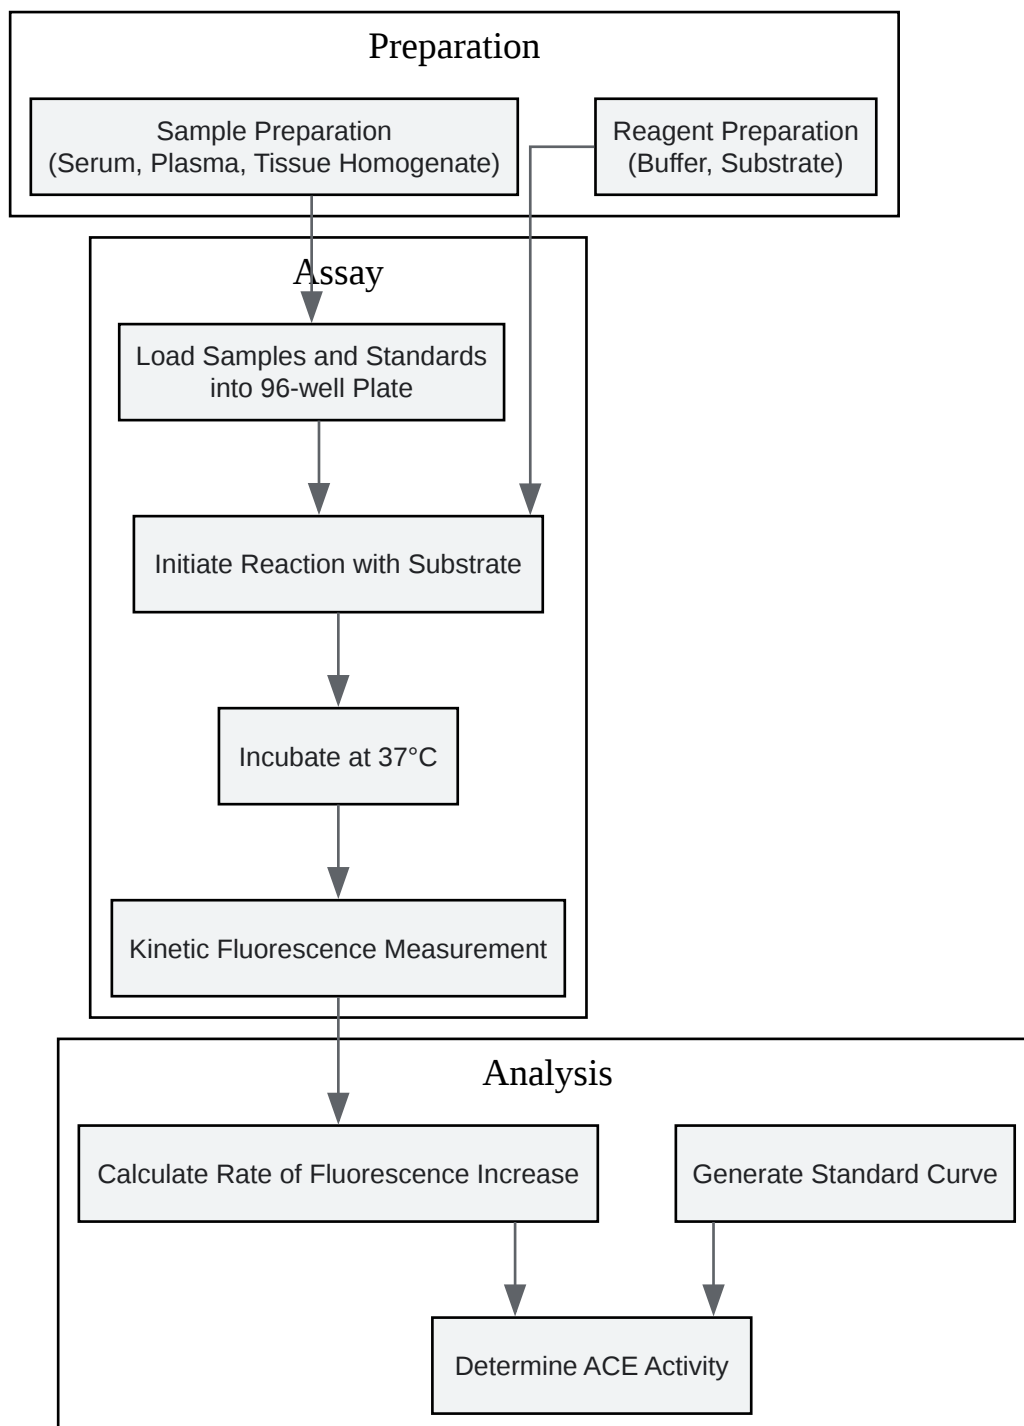 Preparation
Sample Preparation
(Serum, Plasma, Tissue Homogenate)
Reagent Preparation
(Buffer, Substrate)
Assay
Load Samples and Standards
into 96-well Plate
Initiate Reaction with Substrate
Incubate at 37°C
Kinetic Fluorescence Measurement
Analysis
Calculate Rate of Fluorescence Increase
Generate Standard Curve
Determine ACE Activity